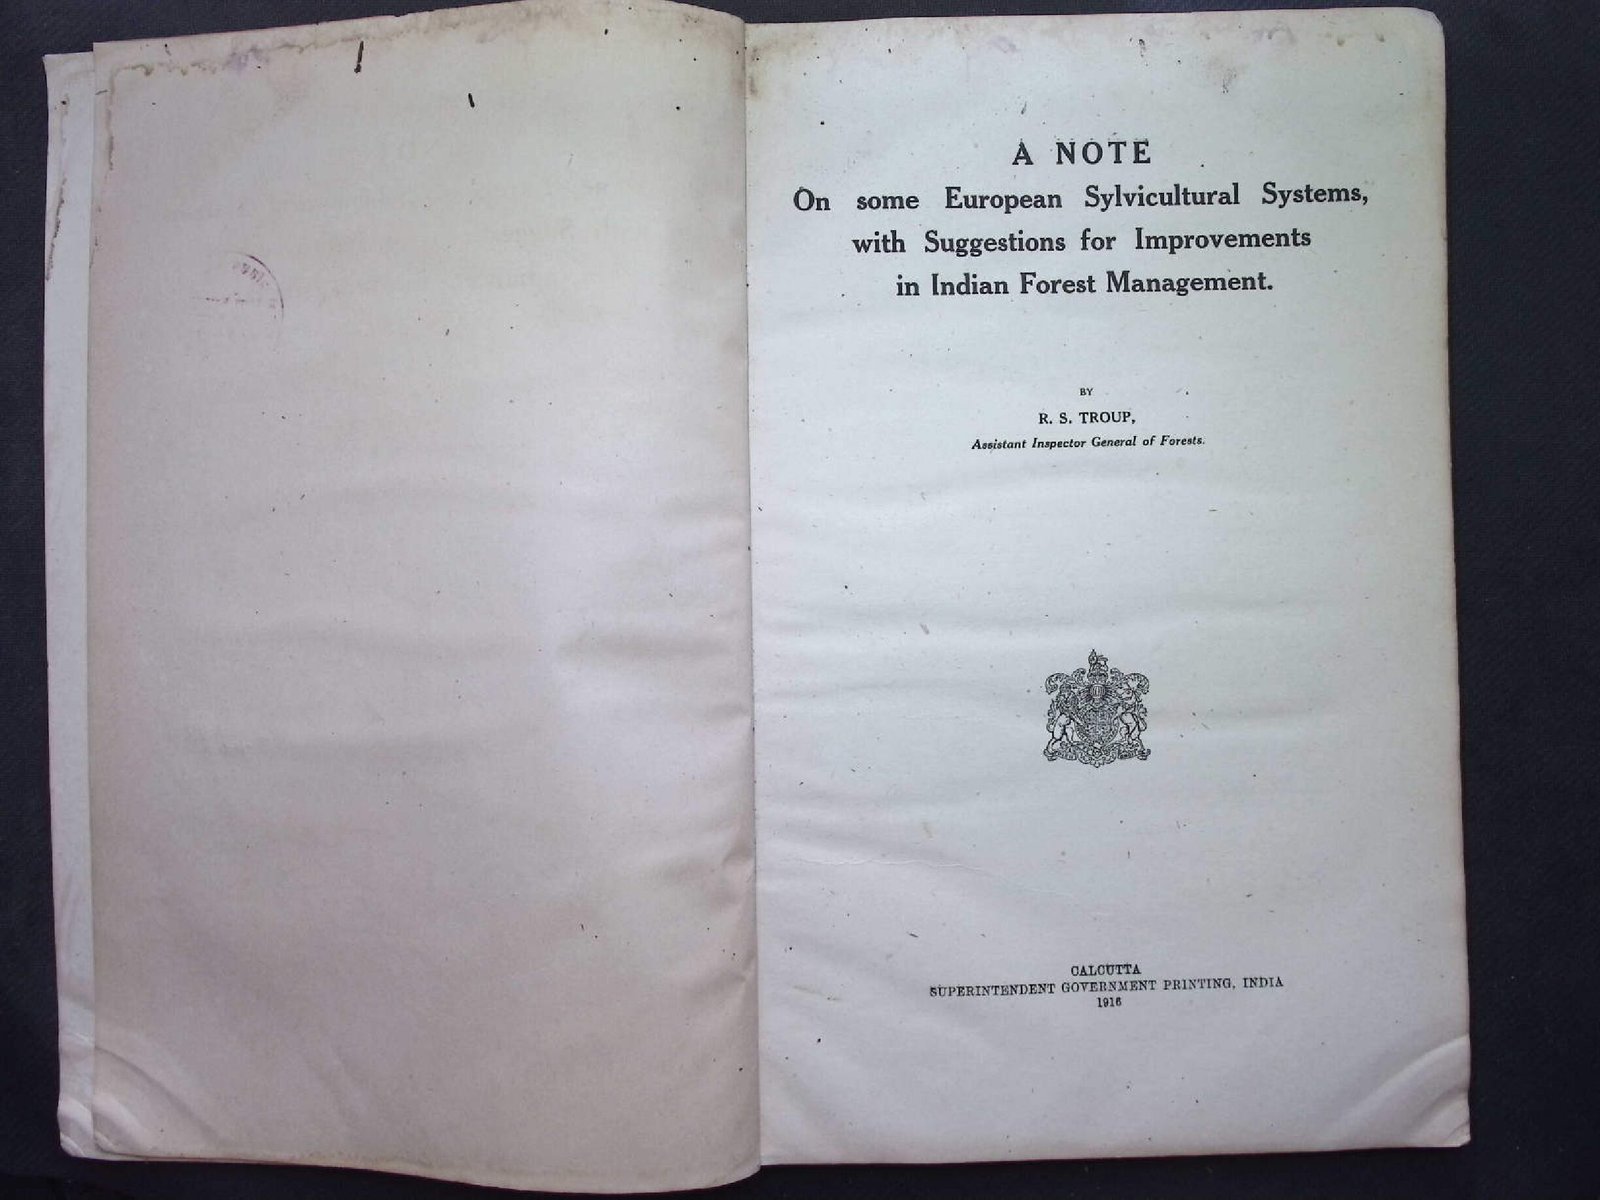 A NOTE
On some European Sylvicultural Systems,
with Suggestions for Improvements
in Indian Forest Management.
BY
R. S. TROUP,
Assistant Inspector General of Forests.
CALCUTTA
SUPERINTENDENT GOVERNMENT PRINTING, INDIA
1916